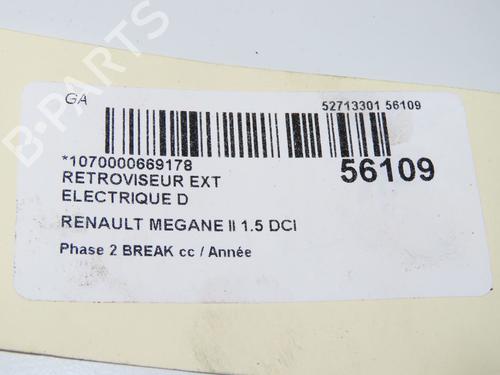 GA
52713301 56109
*1070000669178
56109
RETROVISEUR EXT
ELECTRIQUE D
RENAULT MEGANE II 1.5 DCI
Phase 2 BREAK cc / Année
B-PARTS